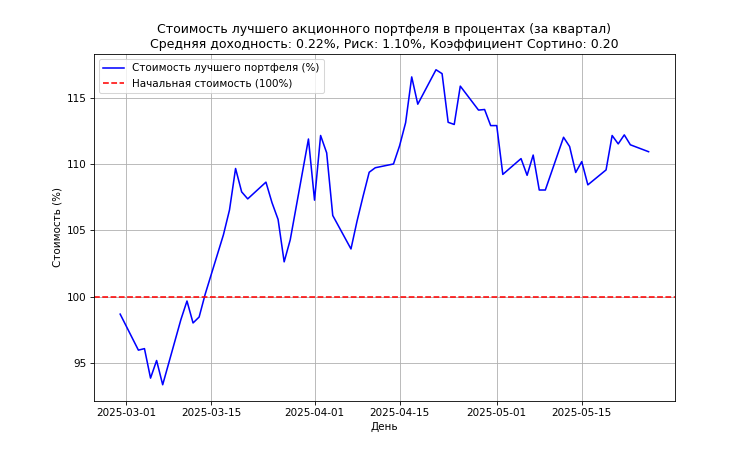 Стоимость лучшего акционного портфеля в процентах (за квартал)
Средняя доходность: 0.22%, Риск: 1.10%, Коэффициент Сортино: 0.20
Стоимость лучшего портфеля (%)
Начальная стоимость (100%)
Стоимость (%)
115
110
105
100
95
2025-03-01
2025-03-15
2025-04-01
2025-04-15
2025-05-01
2025-05-15
День